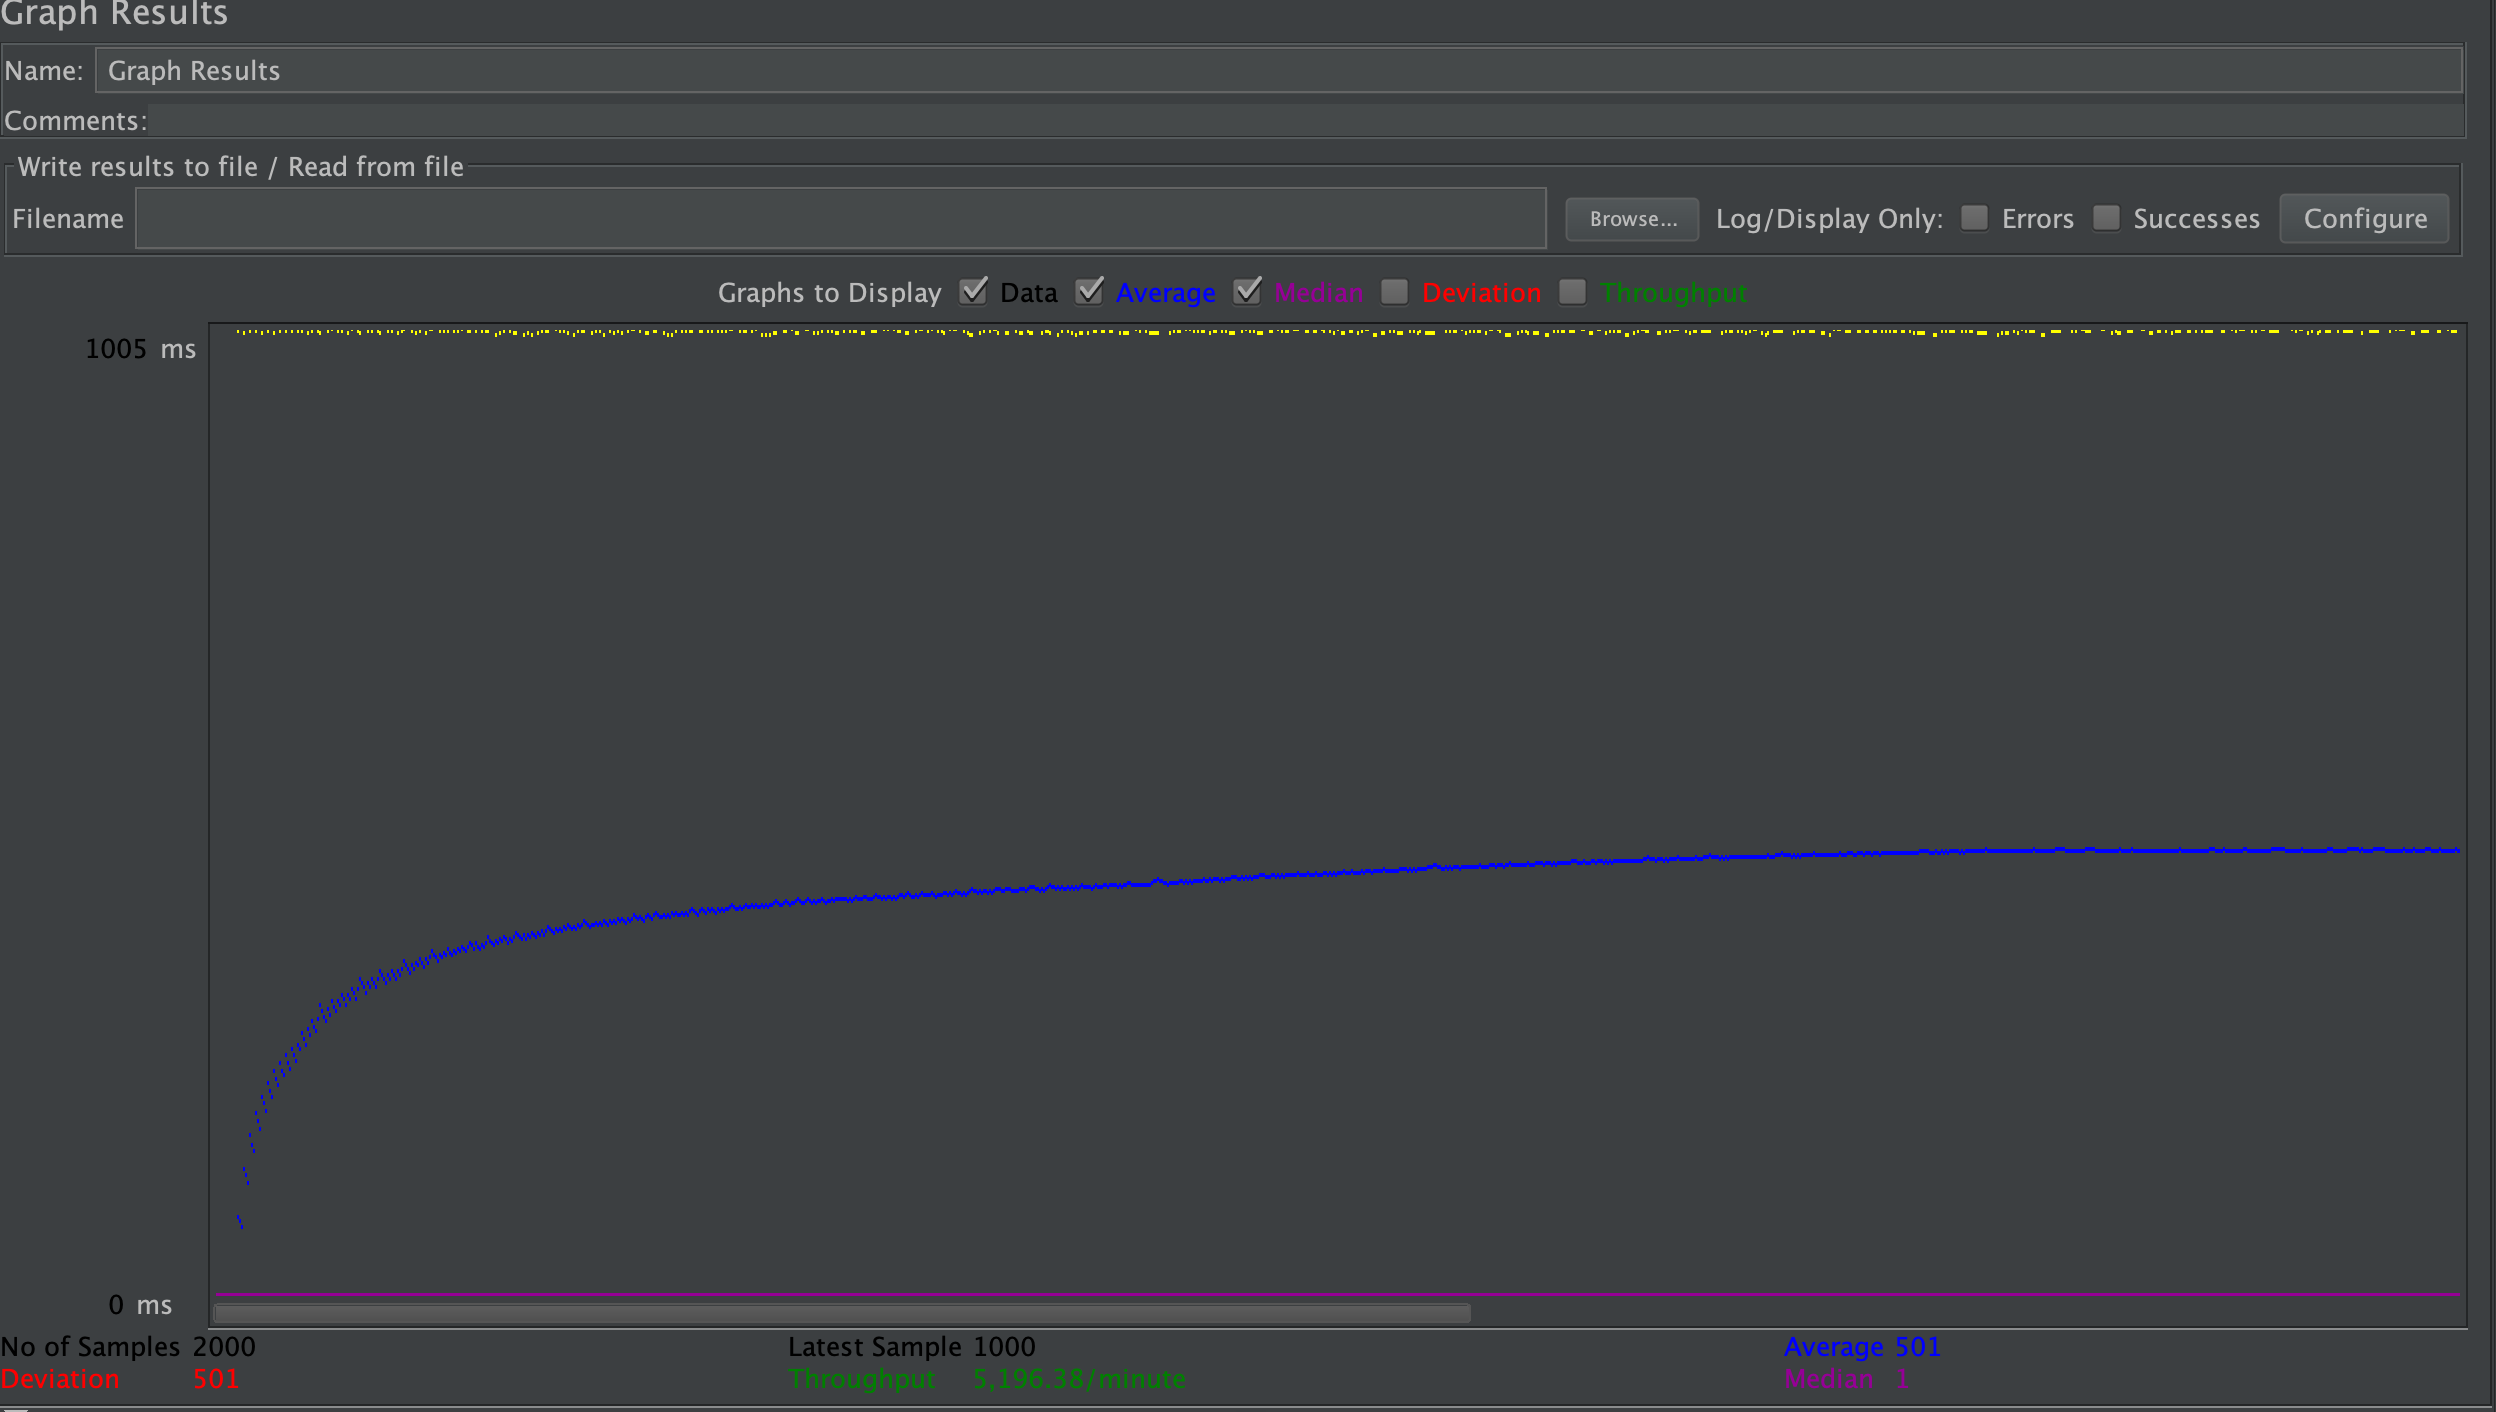 Graph Results
Name: Graph Results
Comments:
Write results to file / Read from file
Filename Browse... Log/Display Only: Errors Successes Configure
Graphs to Display Data Average Median Deviation Throughput
1005 ms
0 ms
No of Samples 2000 Latest Sample 1000 Average 501
Deviation 501 Throughput 5,196.38/minute Median 1